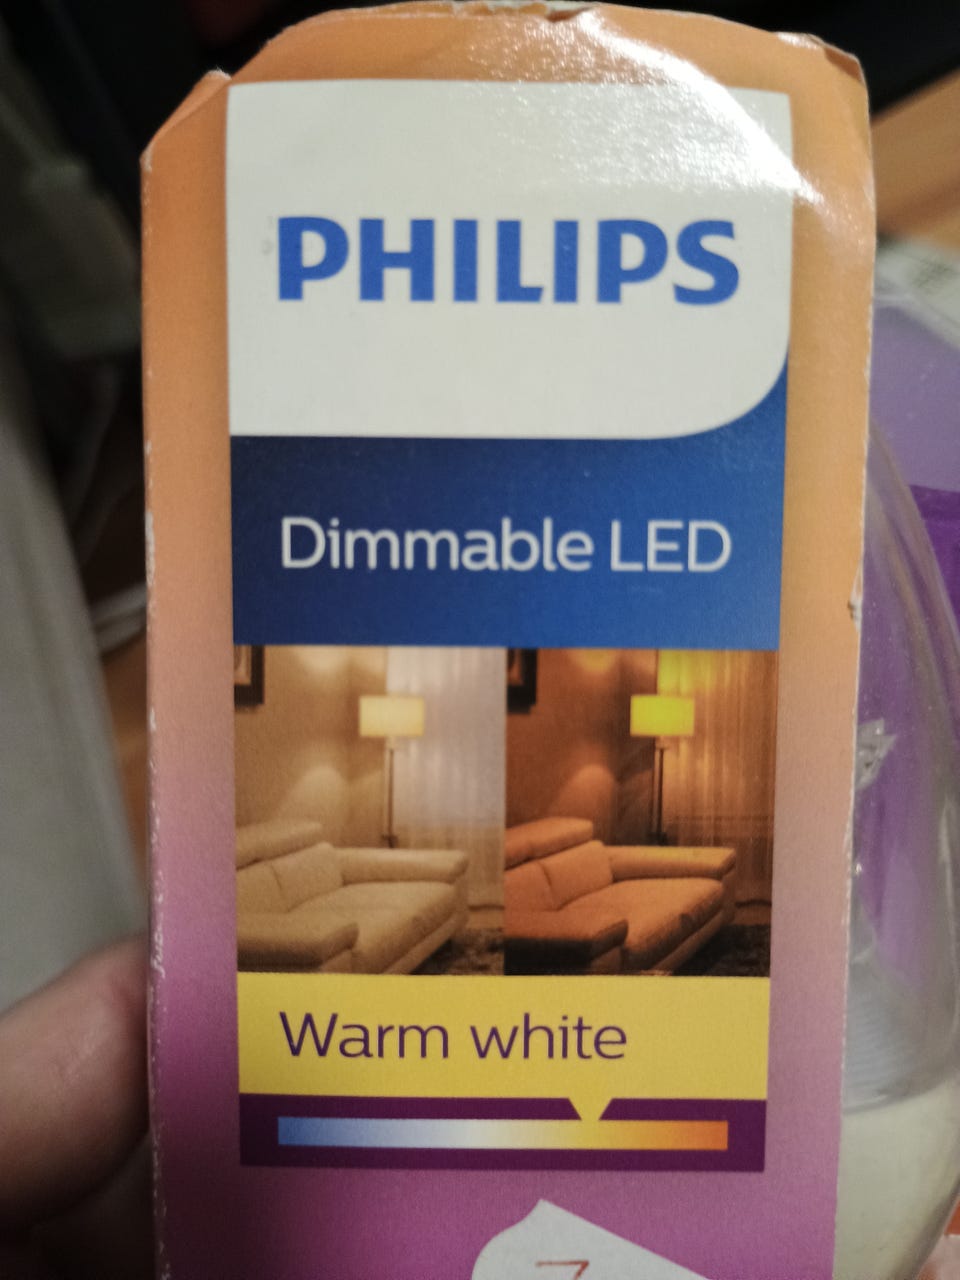 PHILIPS
Dimmable LED
Warm white